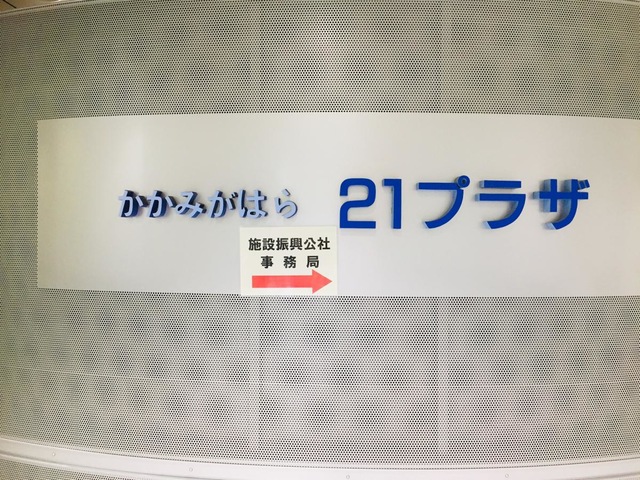 かかみがはら 21プラザ
施設振興公社
事務局